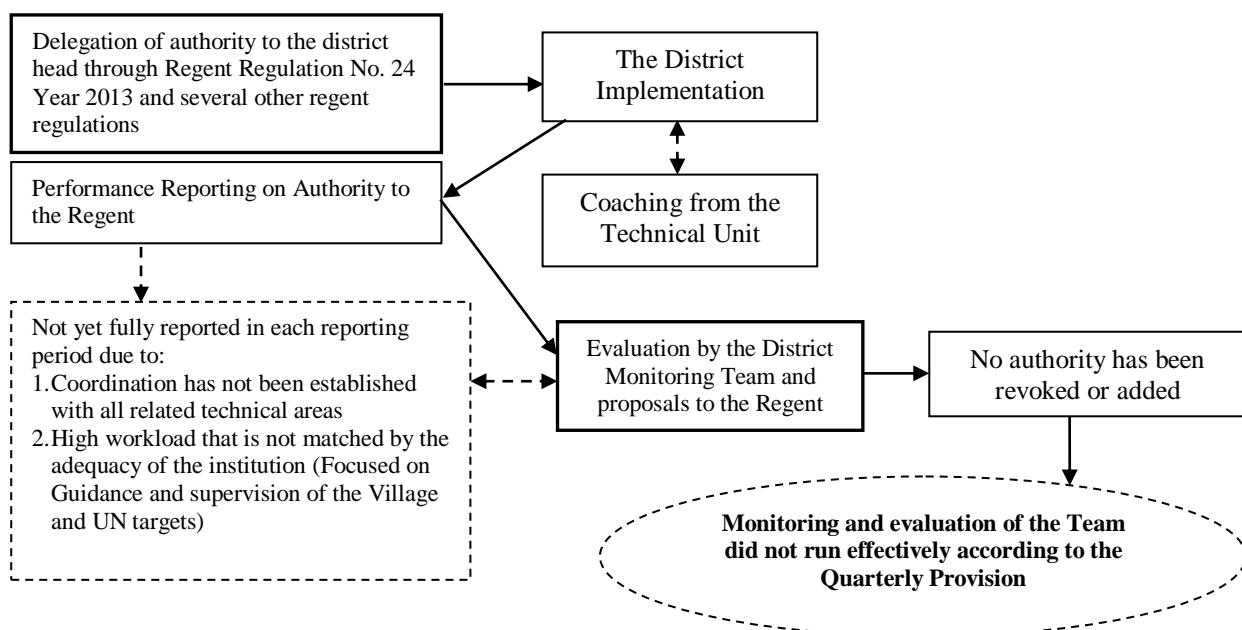 Delegation of authority to the district
head through Regent Regulation No. 24
Year 2013 and several other regent
regulations
The District
Implementation
Performance Reporting on Authority to
the Regent
Coaching from the
Technical Unit
Not yet fully reported in each reporting
period due to:
1.Coordination has not been established
with all related technical areas
2.High workload that is not matched by the
adequacy of the institution (Focused on
Guidance and supervision of the Village
and UN targets)
Evaluation by the District
Monitoring Team and
proposals to the Regent
No authority has been
revoked or added
Monitoring and evaluation of the Team
did not run effectively according to the
Quarterly Provision